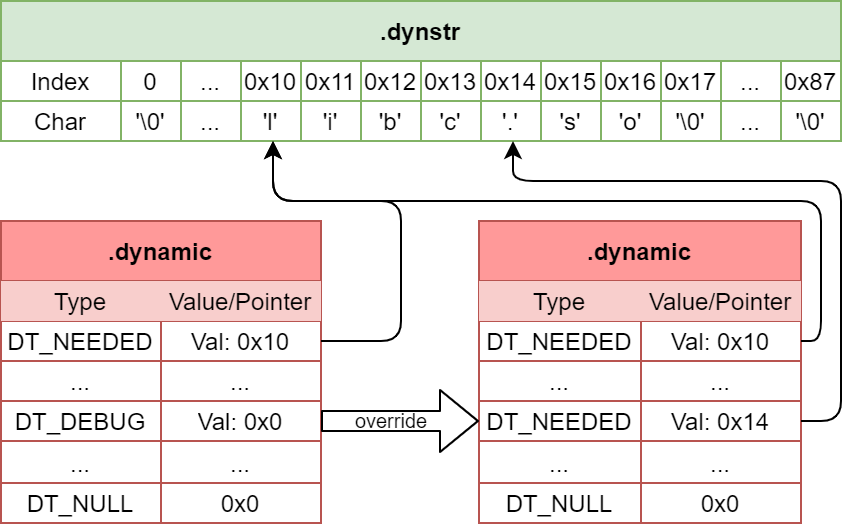 .dynstr
Index 0 ... 0x10 0x11 0x12 0x13 0x14 0x15 0x16 0x17 ... 0x87
Char '\0' ... 'l' 'i' 'b' 'c' '.' 's' 'o' '\0' ... '\0'
.dynamic
Type Value/Pointer
DT_NEEDED Val: 0x10
... ...
DT_DEBUG Val: 0x0
... ...
DT_NULL 0x0
override
.dynamic
Type Value/Pointer
DT_NEEDED Val: 0x10
... ...
DT_NEEDED Val: 0x14
... ...
DT_NULL 0x0